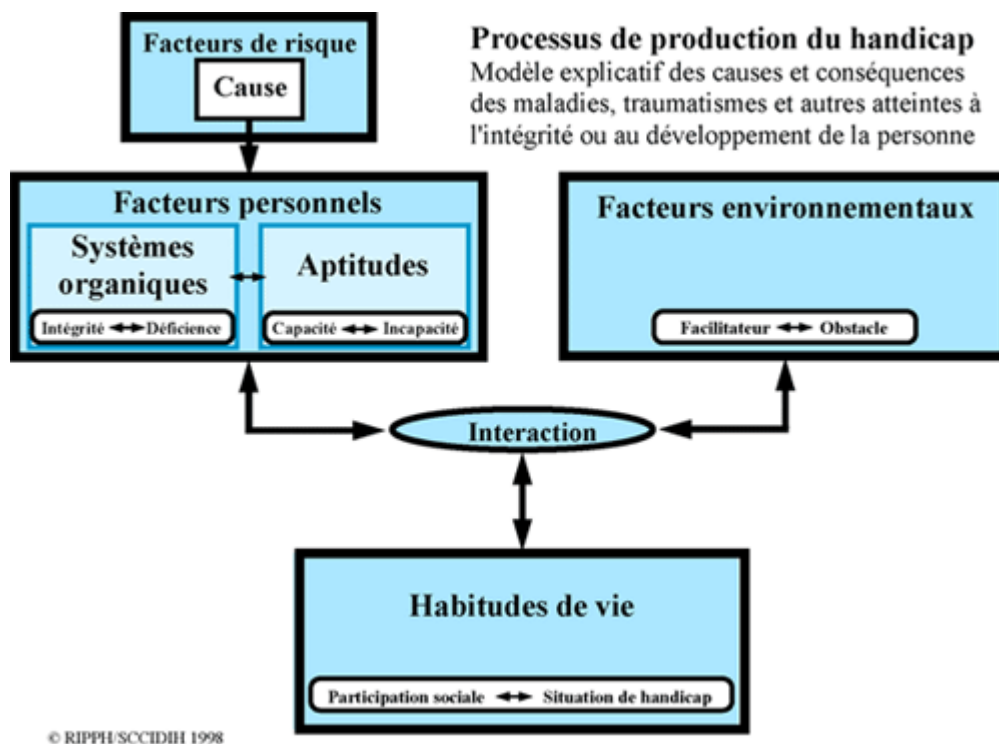 Facteurs de risque
Cause
Processus de production du handicap
Modèle explicatif des causes et conséquences
des maladies, traumatismes et autres atteintes à
l'intégrité ou au développement de la personne
Facteurs personnels
Systèmes
organiques
Intégrité Déficience
Aptitudes
Capacité Incapacité
Facteurs environnementaux
Facilitateur Obstacle
Interaction
Habitudes de vie
Participation sociale Situation de handicap
© RIPPH/SCCIDIH 1998